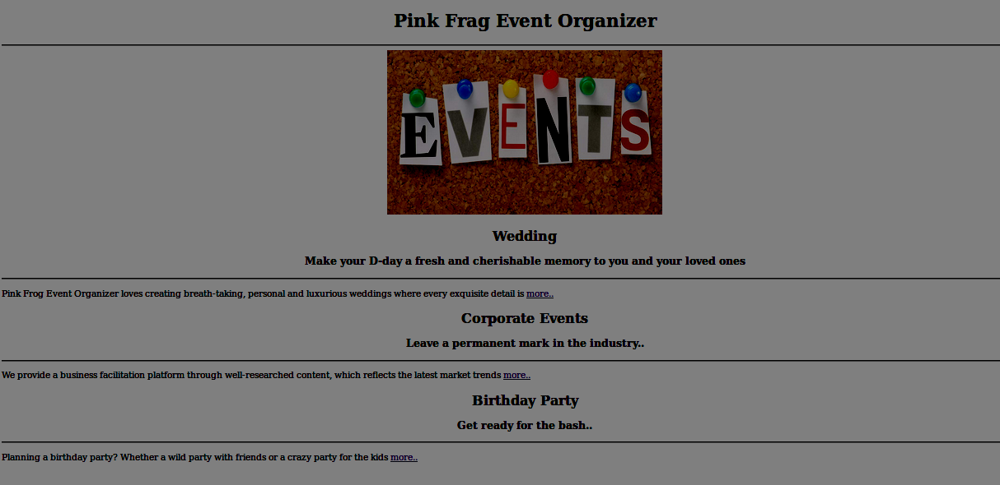 Pink Frag Event Organizer
EVENTS
Wedding
Make your D-day a fresh and cherishable memory to you and your loved ones
Pink Frog Event Organizer loves creating breath-taking, personal and luxurious weddings where every exquisite detail is more..
Corporate Events
Leave a permanent mark in the industry..
We provide a business facilitation platform through well-researched content, which reflects the latest market trends more..
Birthday Party
Get ready for the bash..
Planning a birthday party? Whether a wild party with friends or a crazy party for the kids more..